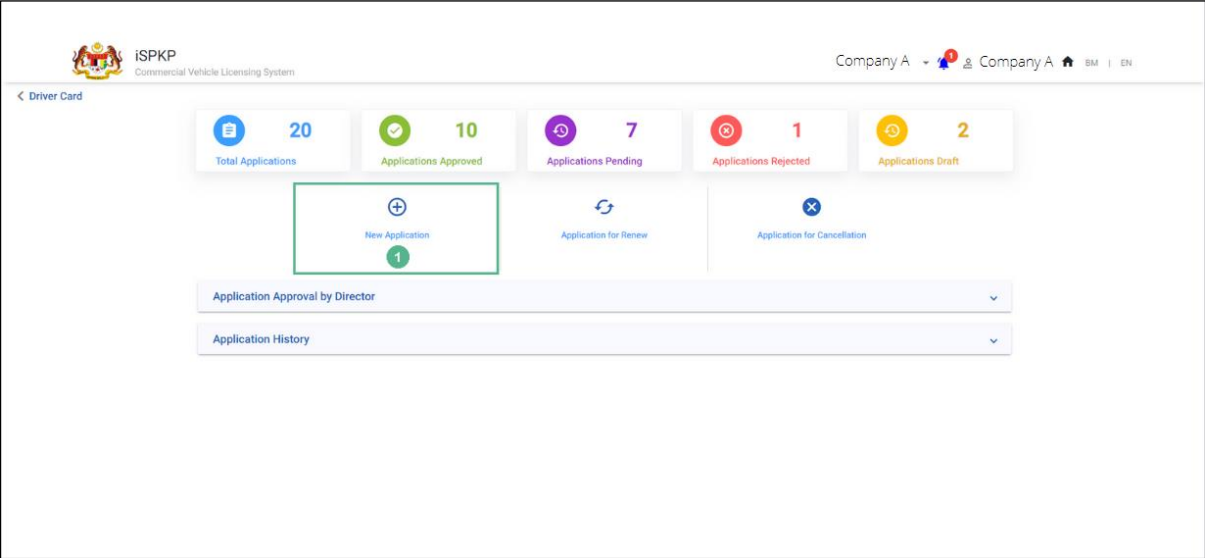 iSPKP
Commercial Vehicle Licensing System
Company A 1 Company A BM | EN
Driver Card
20 10 7 1 2
Total Applications Applications Approved Applications Pending Applications Rejected Applications Draft
New Application Application for Renew Application for Cancellation
1
Application Approval by Director
Application History